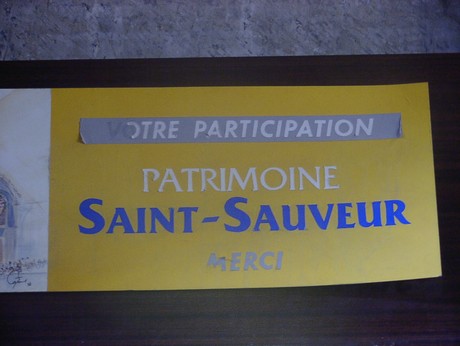 VOTRE PARTICIPATION
PATRIMOINE
SAINT-SAUVEUR
MERCI